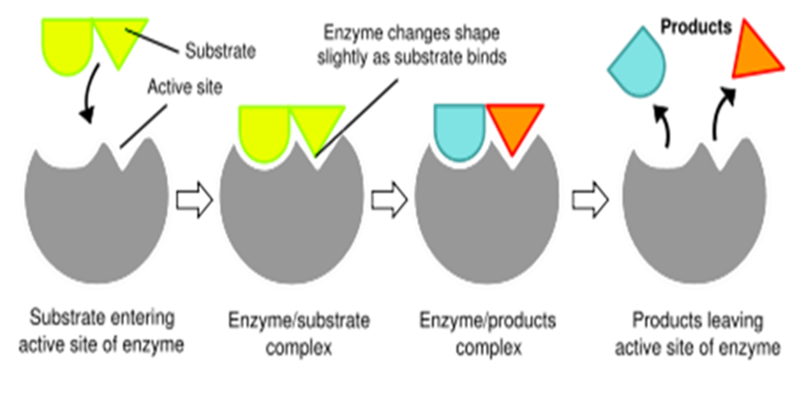 Substrate
Active site
Enzyme changes shape
slightly as substrate binds
Products
Substrate entering
active site of enzyme
Enzyme/substrate
complex
Enzyme/products
complex
Products leaving
active site of enzyme